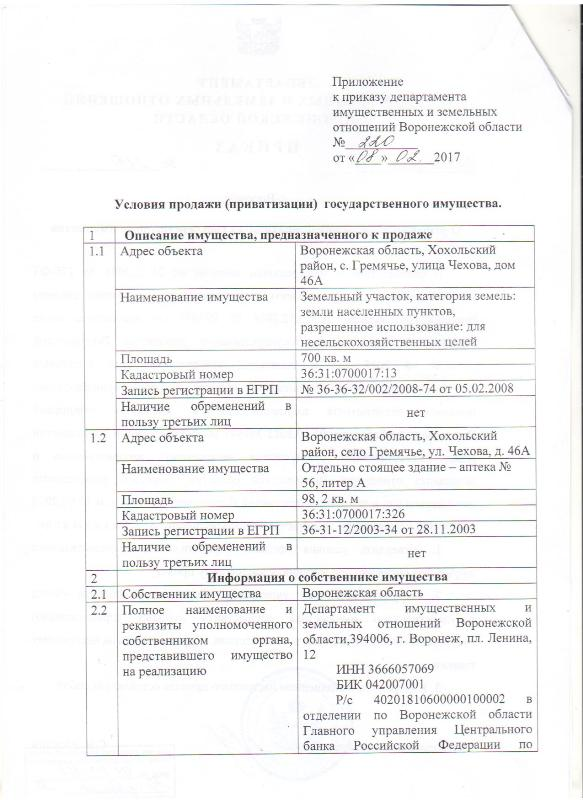 Приложение
к приказу департамента
имущественных и земельных
отношений Воронежской области
№ 220
от «08» 02. 2017
Условия продажи (приватизации) государственного имущества.
1 Описание имущества, предназначенного к продаже
1.1 Адрес объекта Воронежская область, Хохольский
район, с. Гремячье, улица Чехова, дом
46А
Наименование имущества Земельный участок, категория земель:
земли населенных пунктов,
разрешенное использование: для
несельскохозяйственных целей
Площадь 700 кв. м
Кадастровый номер 36:31:0700017:13
Запись регистрации в ЕГРП № 36-36-32/002/2008-74 от 05.02.2008
Наличие обременений в
пользу третьих лиц нет
1.2 Адрес объекта Воронежская область, Хохольский
район, село Гремячье, ул. Чехова, д. 46А
Наименование имущества Отдельно стоящее здание – аптека №
56, литер А
Площадь 98, 2 кв. м
Кадастровый номер 36:31:0700017:326
Запись регистрации в ЕГРП 36-31-12/2003-34 от 28.11.2003
Наличие обременений в
пользу третьих лиц нет
2 Информация о собственнике имущества
2.1 Собственник имущества Воронежская область
2.2 Полное наименование и Департамент имущественных и
реквизиты уполномоченного земельных отношений Воронежской
собственником органа, области,394006, г. Воронеж, пл. Ленина,
представившего имущество 12
на реализацию ИНН 3666057069
БИК 042007001
Р/с 40201810600000100002 в
отделении по Воронежской области
Главного управления Центрального
банка Российской Федерации по